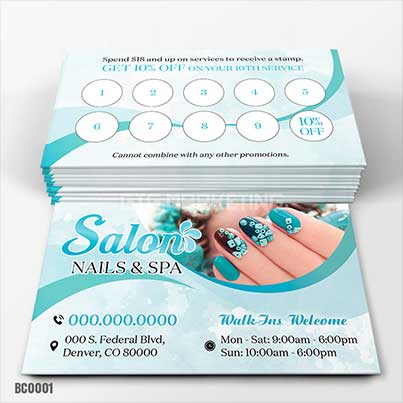 Spend $18 and up on services to receive a stamp.
GET 10% OFF ON YOUR 10TH SERVICE
1 2 3 4 5
6 7 8 9 10% OFF
Cannot combine with any other promotions.
Salon
NAILS & SPA
000.000.0000
000 S. Federal Blvd,
Denver, CO 80000
Walk-Ins Welcome
Mon - Sat: 9:00am - 6:00pm
Sun: 10:00am - 6:00pm
BC0001